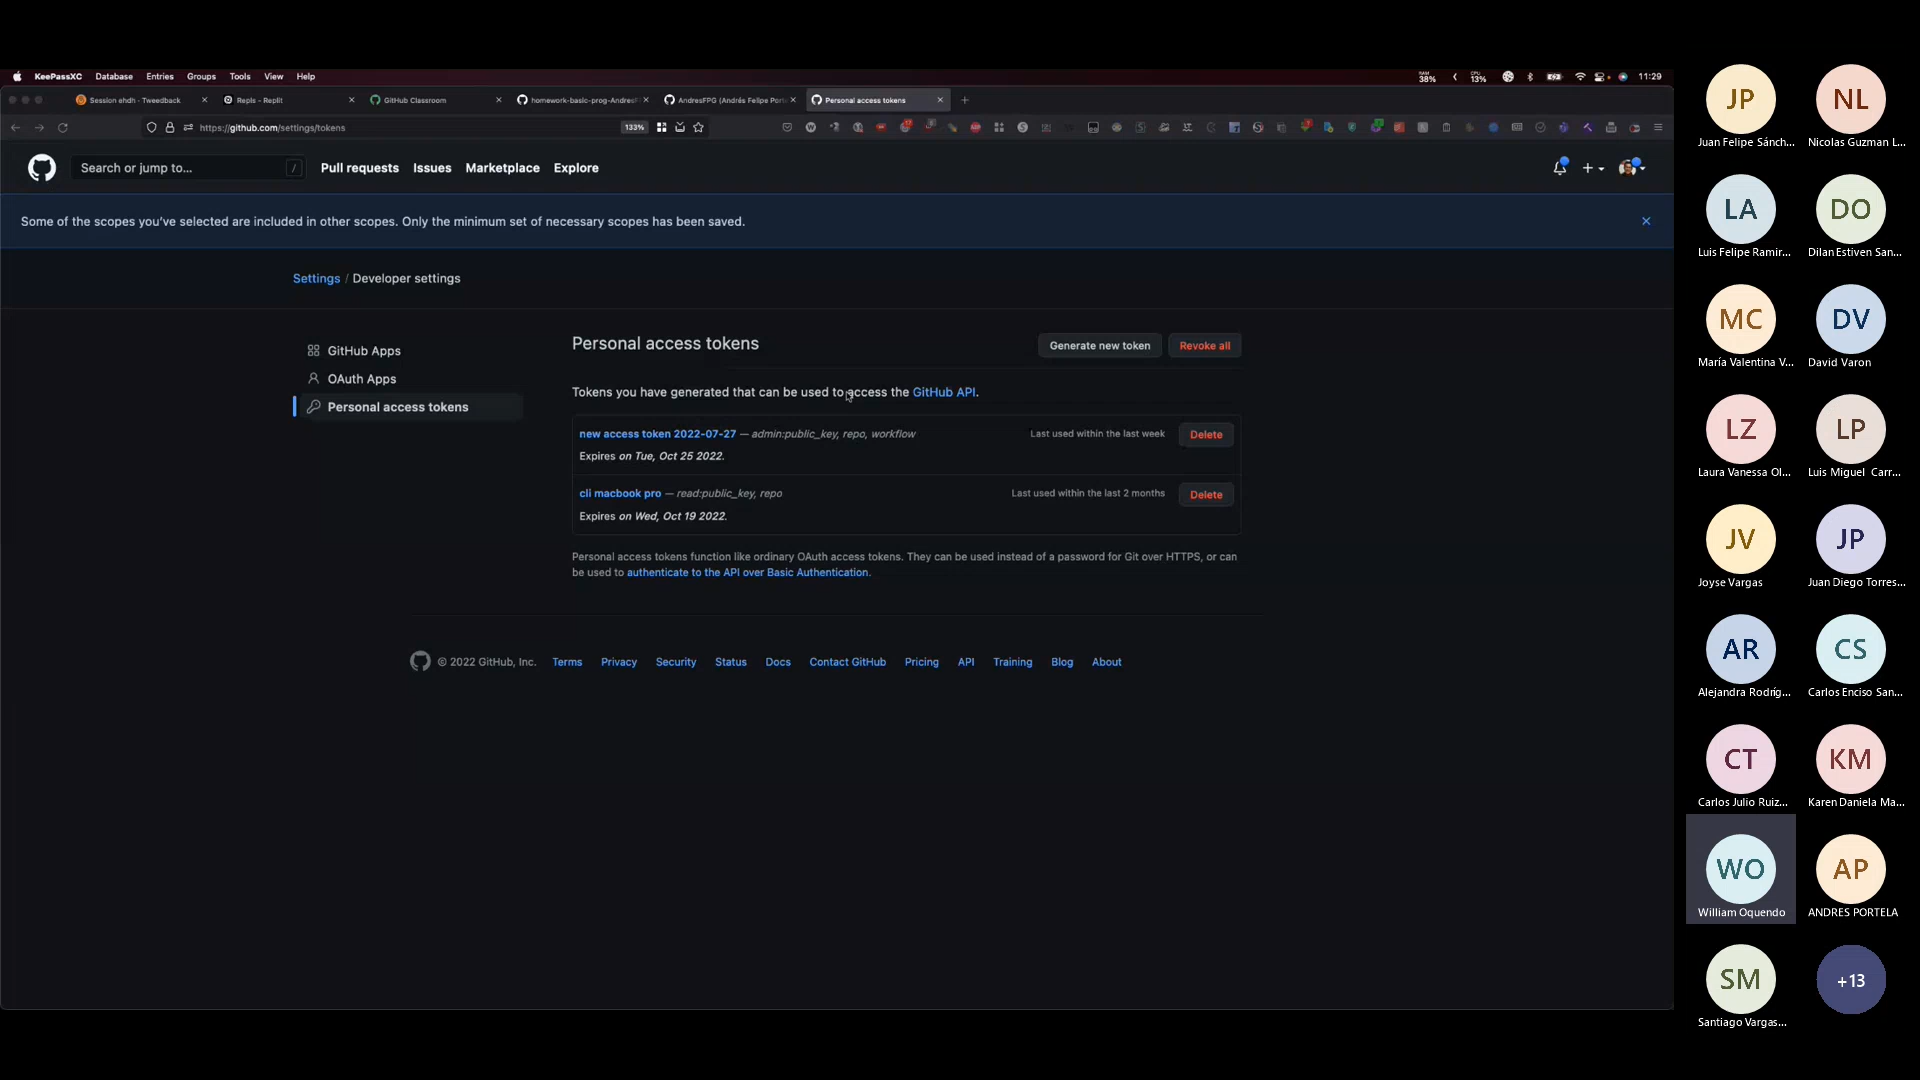 KeePassXC Database Entries Groups Tools View Help
38% 13% 11:29
Session ehdh - Tweedback
Repls - Replit
GitHub Classroom
homework-basic-prog-Andres
AndresFPG (Andrés Felipe Port
Personal access tokens
https://github.com/settings/tokens
133%
Search or jump to... /
Pull requests Issues Marketplace Explore
Some of the scopes you've selected are included in other scopes. Only the minimum set of necessary scopes has been saved.
Settings / Developer settings
GitHub Apps
OAuth Apps
Personal access tokens
Personal access tokens
Generate new token
Revoke all
Tokens you have generated that can be used to access the GitHub API.
new access token 2022-07-27 — admin:public_key, repo, workflow
Last used within the last week
Delete
Expires on Tue, Oct 25 2022.
cli macbook pro — read:public_key, repo
Last used within the last 2 months
Delete
Expires on Wed, Oct 19 2022.
Personal access tokens function like ordinary OAuth access tokens. They can be used instead of a password for Git over HTTPS, or can
be used to authenticate to the API over Basic Authentication.
© 2022 GitHub, Inc. Terms Privacy Security Status Docs Contact GitHub Pricing API Training Blog About
JP NL
Juan Felipe Sánch... Nicolas Guzman L...
LA DO
Luis Felipe Ramir... Dilan Estiven San...
MC DV
María Valentina V... David Varon
LZ LP
Laura Vanessa Ol... Luis Miguel Carr...
JV JP
Joyse Vargas Juan Diego Torres...
AR CS
Alejandra Rodríg... Carlos Enciso San...
CT KM
Carlos Julio Ruiz... Karen Daniela Ma...
WO AP
William Oquendo ANDRES PORTELA
SM +13
Santiago Vargas...